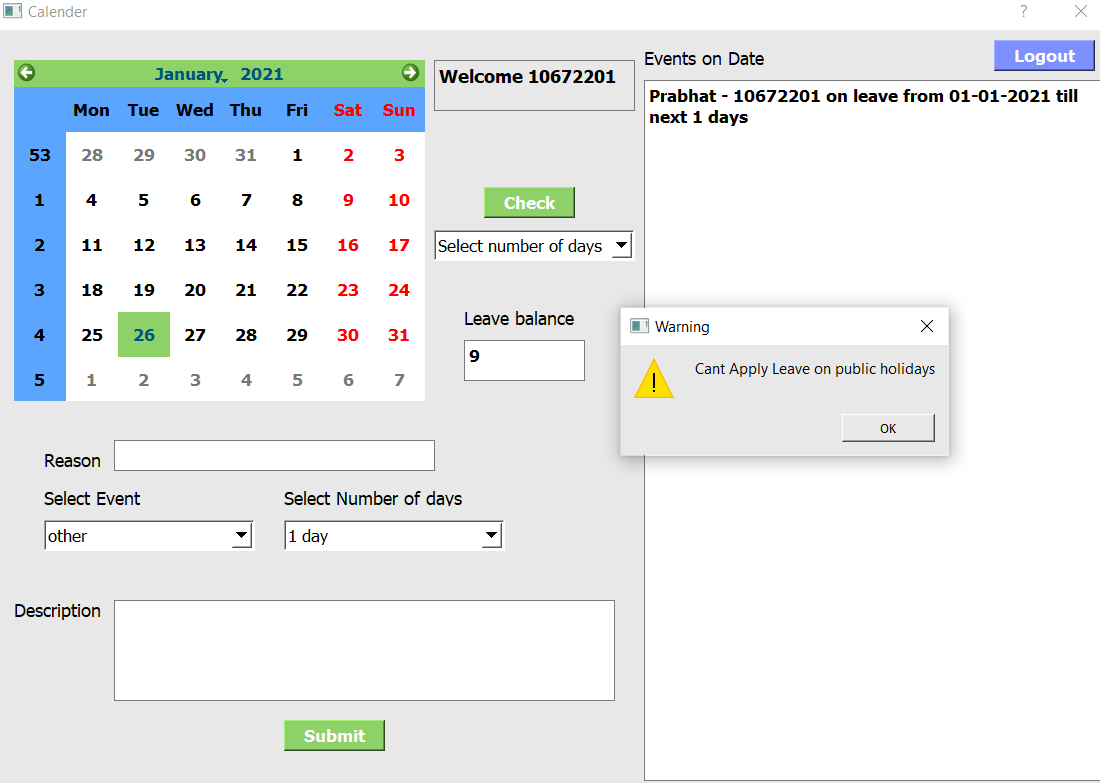 Calender
?
January 2021
Mon Tue Wed Thu Fri Sat Sun
53 28 29 30 31 1 2 3
1 4 5 6 7 8 9 10
2 11 12 13 14 15 16 17
3 18 19 20 21 22 23 24
4 25 26 27 28 29 30 31
5 1 2 3 4 5 6 7
Welcome 10672201
Check
Select number of days
Leave balance
9
Events on Date
Logout
Prabhat - 10672201 on leave from 01-01-2021 till
next 1 days
Warning
!
Cant Apply Leave on public holidays
OK
Reason
Select Event
Select Number of days
other
1 day
Description
Submit